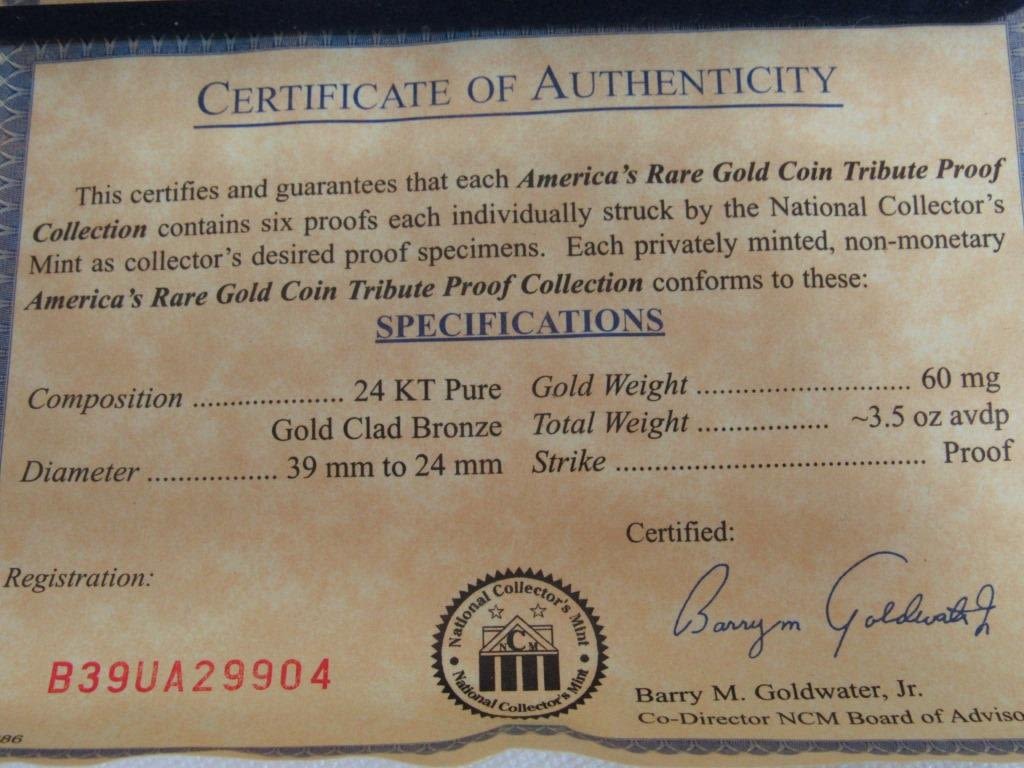 CERTIFICATE OF AUTHENTICITY
This certifies and guarantees that each America's Rare Gold Coin Tribute Proof
Collection contains six proofs each individually struck by the National Collector's
Mint as collector's desired proof specimens. Each privately minted, non-monetary
America's Rare Gold Coin Tribute Proof Collection conforms to these:
SPECIFICATIONS
Composition .................... 24 KT Pure
Gold Clad Bronze
Diameter ................. 39 mm to 24 mm
Gold Weight ............................ 60 mg
Total Weight ................. ~3.5 oz avdp
Strike ......................................... Proof
Certified:
Registration:
B39UA29904
National Collector's Mint
NCM
National Collector's Mint
Barry M Goldwater Jr
Barry M. Goldwater, Jr.
Co-Director NCM Board of Adviso
86